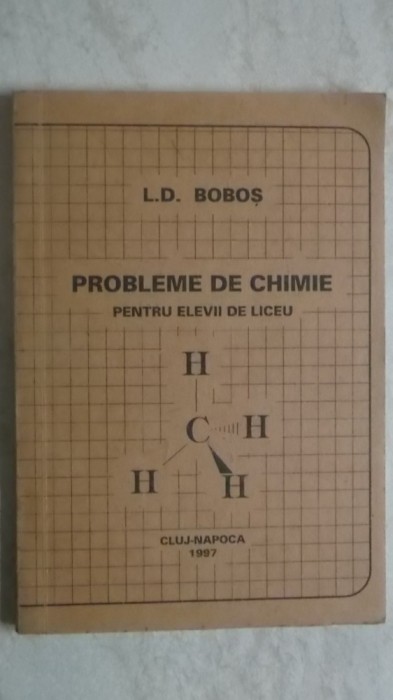 L.D. BOBOȘ
PROBLEME DE CHIMIE
PENTRU ELEVII DE LICEU
H
C H
H H
CLUJ-NAPOCA
1997